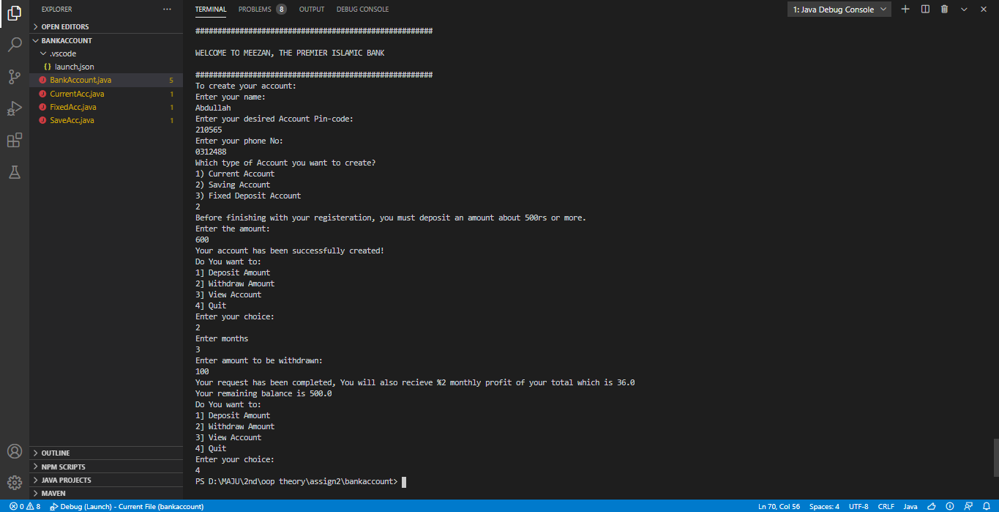 EXPLORER
OPEN EDITORS
BANKACCOUNT
.vscode
{} launch.json
J BankAccount.java 5
J CurrentAcc.java 1
J FixedAcc.java 1
J SaveAcc.java 1
OUTLINE
NPM SCRIPTS
JAVA PROJECTS
MAVEN
TERMINAL PROBLEMS 8 OUTPUT DEBUG CONSOLE 1: Java Debug Console
######################################################
WELCOME TO MEEZAN, THE PREMIER ISLAMIC BANK
######################################################
To create your account:
Enter your name:
Abdullah
Enter your desired Account Pin-code:
210565
Enter your phone No:
0312488
Which type of Account you want to create?
1) Current Account
2) Saving Account
3) Fixed Deposit Account
2
Before finishing with your registeration, you must deposit an amount about 500rs or more.
Enter the amount:
600
Your account has been successfully created!
Do You want to:
1] Deposit Amount
2] Withdraw Amount
3] View Account
4] Quit
Enter your choice:
2
Enter months
3
Enter amount to be withdrawn:
100
Your request has been completed, You will also recieve %2 monthly profit of your total which is 36.0
Your remaining balance is 500.0
Do You want to:
1] Deposit Amount
2] Withdraw Amount
3] View Account
4] Quit
Enter your choice:
4
PS D:\MAJU\2nd\oop theory\assign2\bankaccount>
0 8 Debug (Launch) - Current File (bankaccount) Ln 70, Col 56 Spaces: 4 UTF-8 CRLF Java